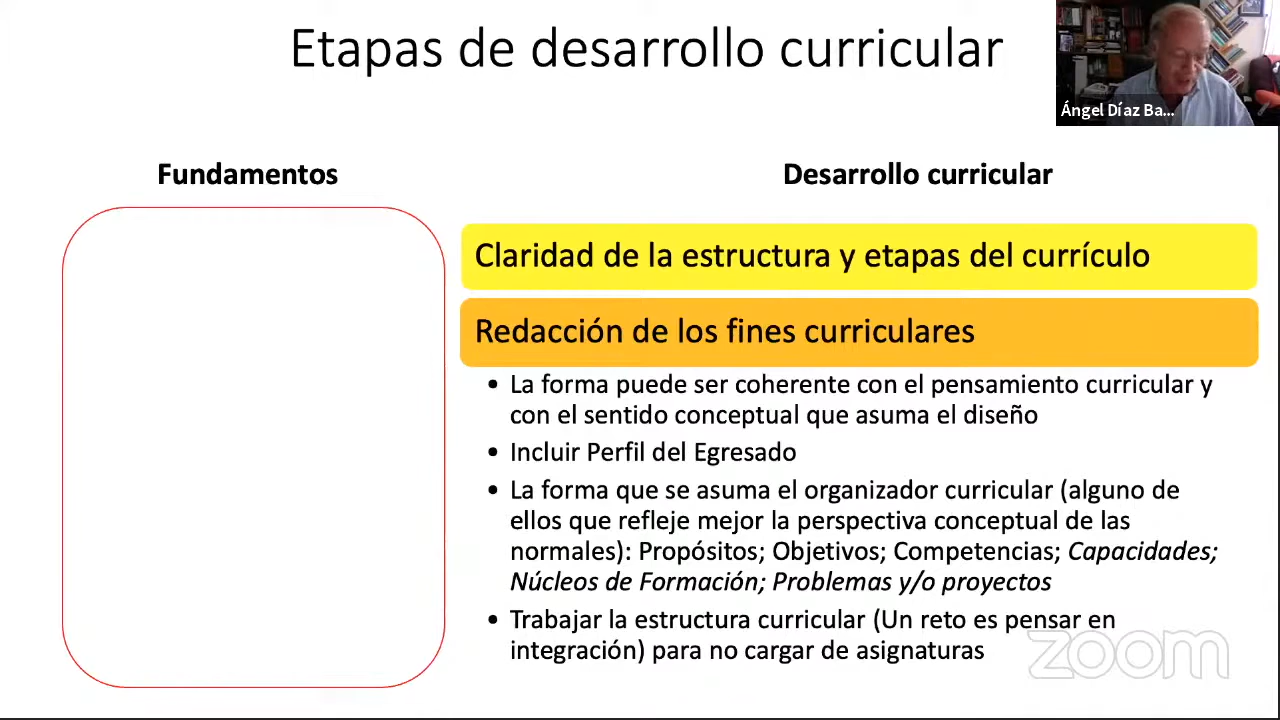 Etapas de desarrollo curricular
Ángel Díaz Ba...
Fundamentos
Desarrollo curricular
Claridad de la estructura y etapas del currículo
Redacción de los fines curriculares
• La forma puede ser coherente con el pensamiento curricular y
con el sentido conceptual que asuma el diseño
• Incluir Perfil del Egresado
• La forma que se asuma el organizador curricular (alguno de
ellos que refleje mejor la perspectiva conceptual de las
normales): Propósitos; Objetivos; Competencias; Capacidades;
Núcleos de Formación; Problemas y/o proyectos
• Trabajar la estructura curricular (Un reto es pensar en
integración) para no cargar de asignaturas
zoom